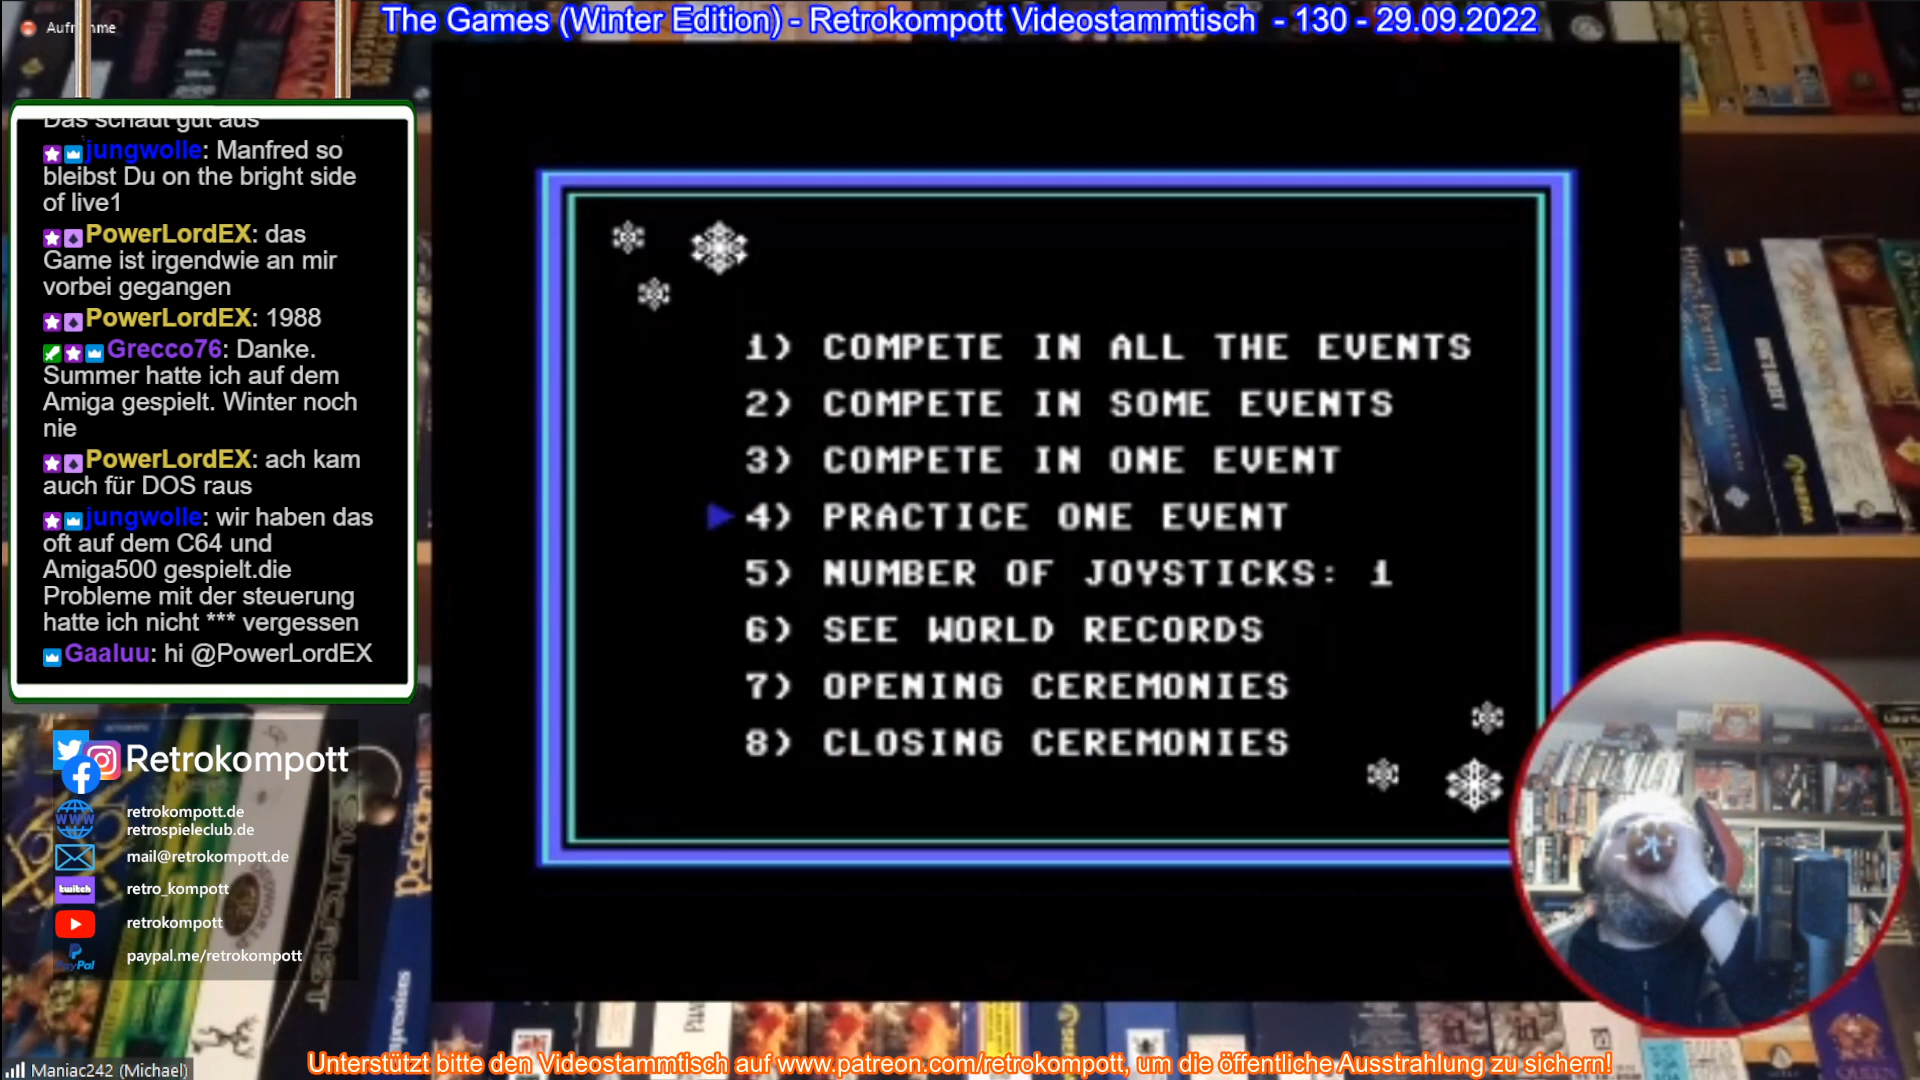 The Games (Winter Edition) - Retrokompott Videostammtisch - 130 - 29.09.2022
Das schaut gut aus
jungwolle: Manfred so
bleibst Du on the bright side
of live1
PowerLordEX: das
Game ist irgendwie an mir
vorbei gegangen
PowerLordEX: 1988
Grecco76: Danke.
Summer hatte ich auf dem
Amiga gespielt. Winter noch
nie
PowerLordEX: ach kam
auch für DOS raus
jungwolle: wir haben das
oft auf dem C64 und
Amiga500 gespielt.die
Probleme mit der steuerung
hatte ich nicht *** vergessen
Gaaluu: hi @PowerLordEX
1) COMPETE IN ALL THE EVENTS
2) COMPETE IN SOME EVENTS
3) COMPETE IN ONE EVENT
4) PRACTICE ONE EVENT
5) NUMBER OF JOYSTICKS: 1
6) SEE WORLD RECORDS
7) OPENING CEREMONIES
8) CLOSING CEREMONIES
Retrokompott
www
retrokompott.de
retrospieleclub.de
mail@retrokompott.de
twitch
retro_kompott
retrokompott
PayPal
paypal.me/retrokompott
Maniac242 (Michael)
Unterstützt bitte den Videostammtisch auf www.patreon.com/retrokompott, um die öffentliche Ausstrahlung zu sichern!